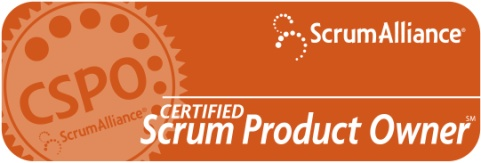 CSPO
ScrumAlliance®
ScrumAlliance®
CERTIFIED
Scrum Product Owner℠